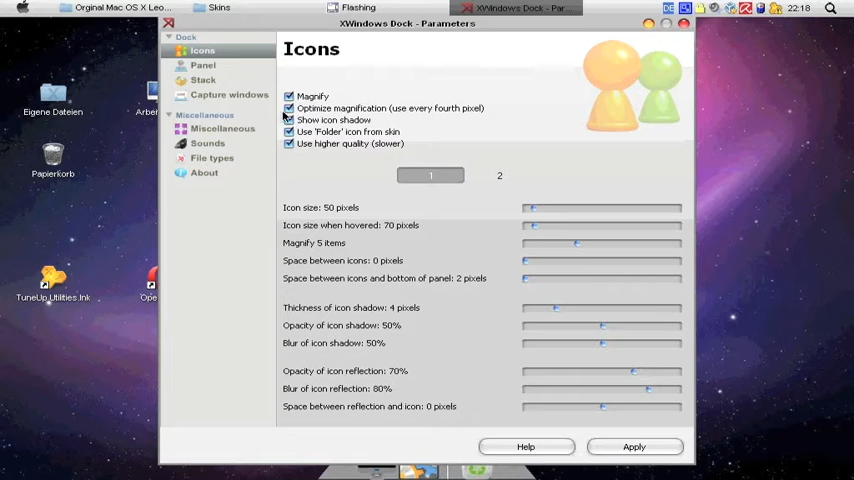 Orginal Mac OS X Leo...
Skins
Flashing
XWindows Dock - Par...
DE
22:18
XWindows Dock - Parameters
Dock
Icons
Panel
Stack
Capture windows
Miscellaneous
Miscellaneous
Sounds
File types
About
Icons
Magnify
Optimize magnification (use every fourth pixel)
Show icon shadow
Use 'Folder' icon from skin
Use higher quality (slower)
1
2
Icon size: 50 pixels
Icon size when hovered: 70 pixels
Magnify 5 items
Space between icons: 0 pixels
Space between icons and bottom of panel: 2 pixels
Thickness of icon shadow: 4 pixels
Opacity of icon shadow: 50%
Blur of icon shadow: 50%
Opacity of icon reflection: 70%
Blur of icon reflection: 80%
Space between reflection and icon: 0 pixels
Help
Apply
Eigene Dateien
Arbei
Papierkorb
TuneUp Utilities.lnk
Ope